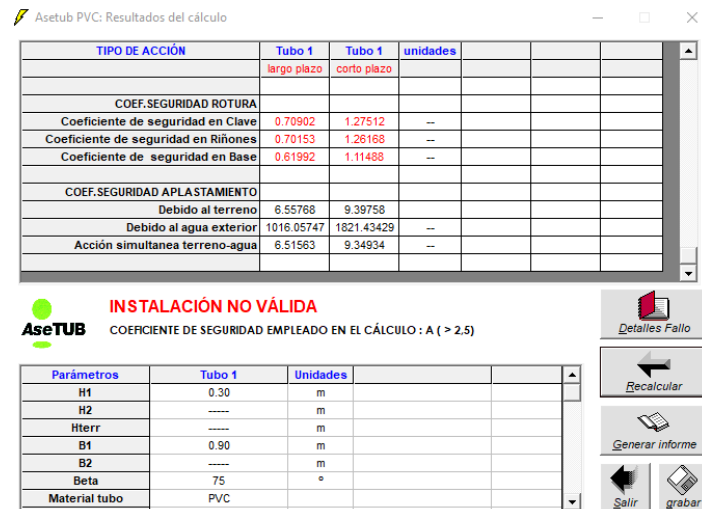 Asetub PVC: Resultados del cálculo
TIPO DE ACCIÓN Tubo 1 Tubo 1 unidades
largo plazo corto plazo
COEF.SEGURIDAD ROTURA
Coeficiente de seguridad en Clave 0.70902 1.27512 --
Coeficiente de seguridad en Riñones 0.70153 1.26168 --
Coeficiente de seguridad en Base 0.61992 1.11488 --
COEF.SEGURIDAD APLASTAMIENTO
Debido al terreno 6.55768 9.39758
Debido al agua exterior 1016.05747 1821.43429 --
Acción simultanea terreno-agua 6.51563 9.34934 --
AseTUB
INSTALACIÓN NO VÁLIDA
COEFICIENTE DE SEGURIDAD EMPLEADO EN EL CÁLCULO : A ( > 2,5)
Detalles Fallo
Recalcular
Generar informe
Salir
grabar
Parámetros Tubo 1 Unidades
H1 0.30 m
H2 ----- m
Hterr ----- m
B1 0.90 m
B2 ----- m
Beta 75 º
Material tubo PVC